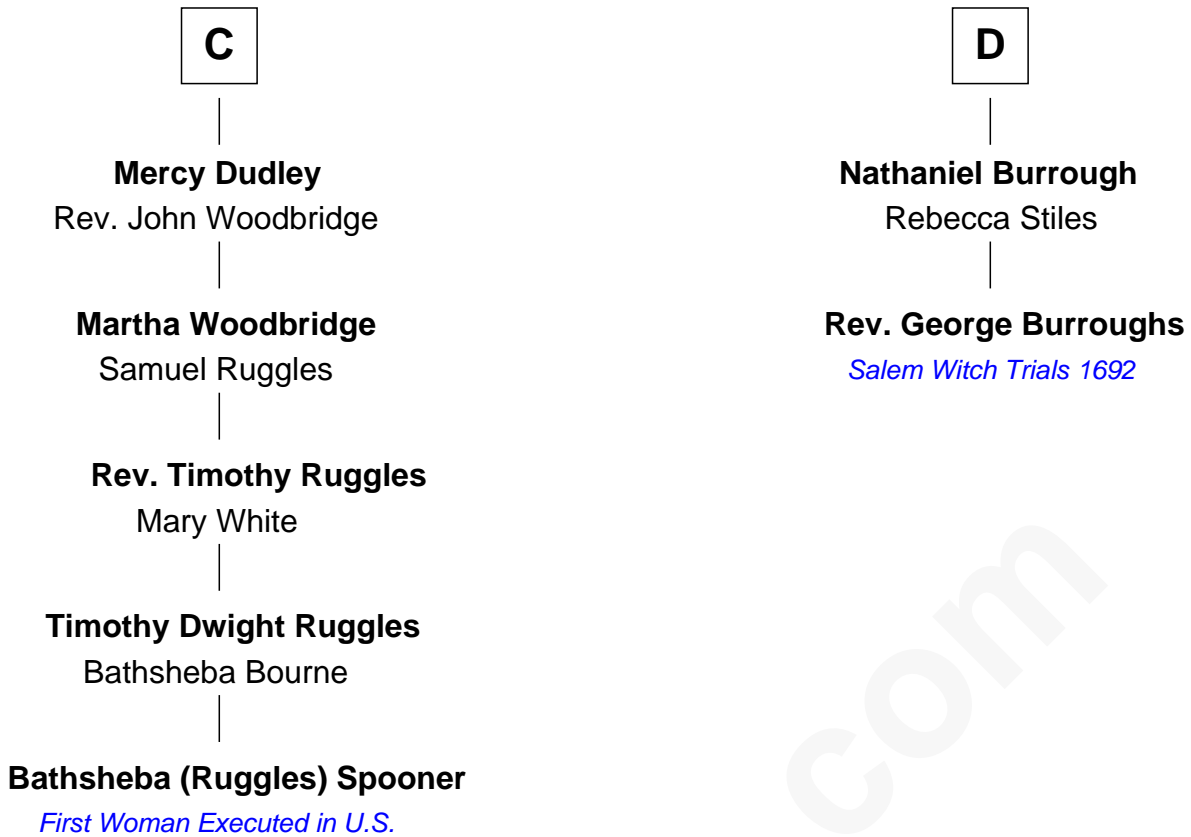 C
Mercy Dudley
Rev. John Woodbridge
Martha Woodbridge
Samuel Ruggles
Rev. Timothy Ruggles
Mary White
Timothy Dwight Ruggles
Bathsheba Bourne
Bathsheba (Ruggles) Spooner
First Woman Executed in U.S.
D
Nathaniel Burrough
Rebecca Stiles
Rev. George Burroughs
Salem Witch Trials 1692
com